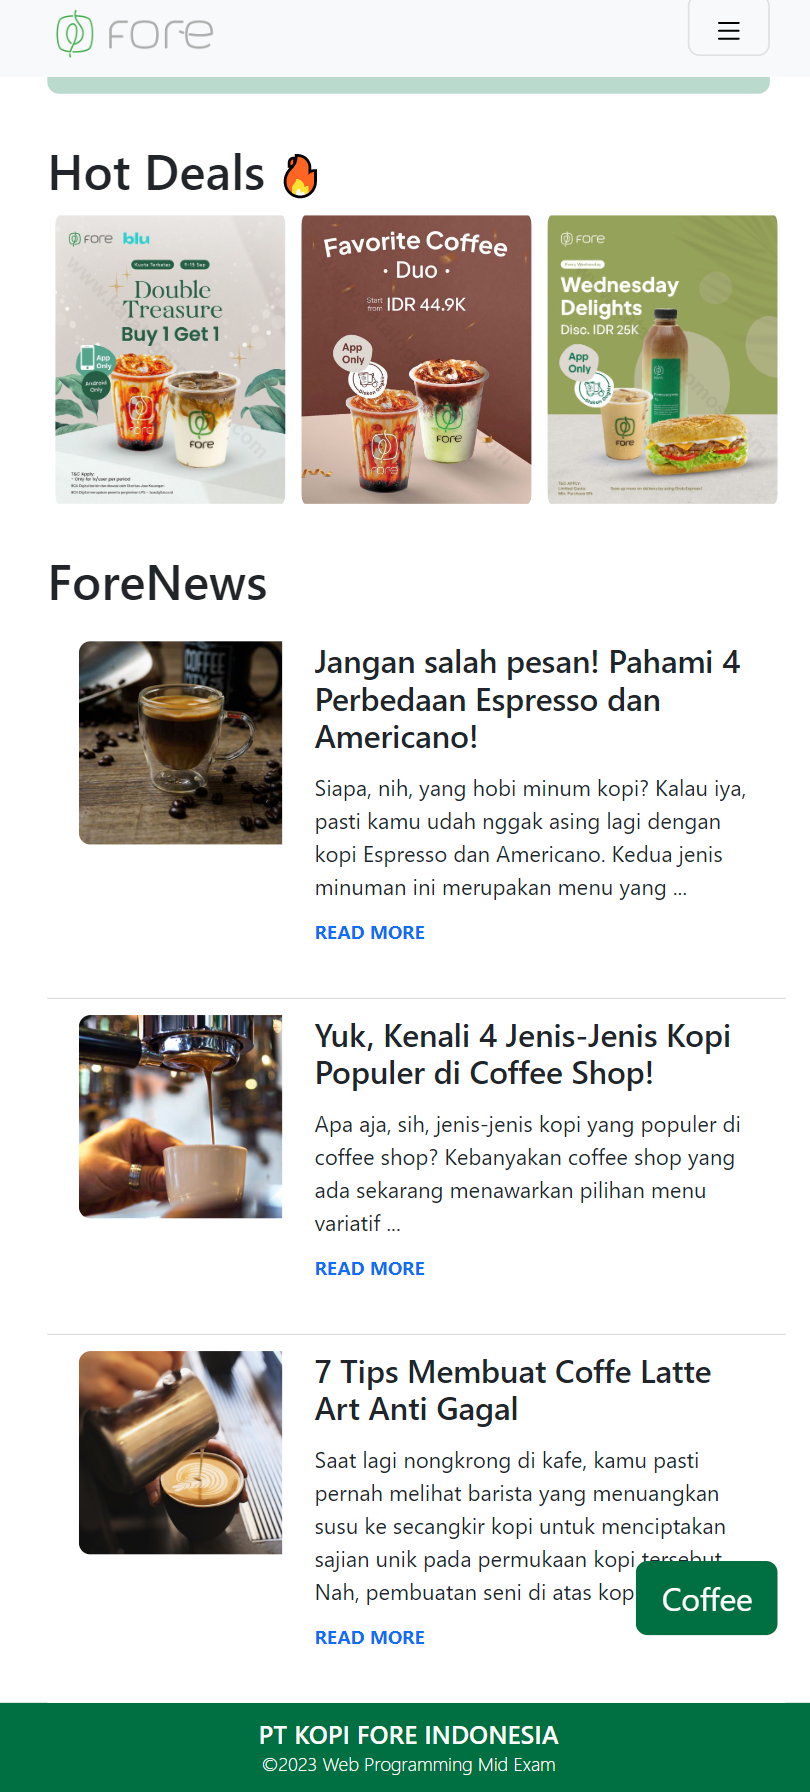 FORE
Hot Deals
FORE blu
Kuota Terbatas
Double
Treasure
Buy 1 Get 1
App
Only
Android
Only
FORE
T&C Apply:
Favorite Coffee
• Duo •
Start
from
IDR 44.9K
App
Only
FORE
FORE
FORE
Wednesday
Delights
Disc. IDR 25K
App
Only
FORE
ForeNews
Jangan salah pesan! Pahami 4
Perbedaan Espresso dan
Americano!
Siapa, nih, yang hobi minum kopi? Kalau iya,
pasti kamu udah nggak asing lagi dengan
kopi Espresso dan Americano. Kedua jenis
minuman ini merupakan menu yang ...
READ MORE
Yuk, Kenali 4 Jenis-Jenis Kopi
Populer di Coffee Shop!
Apa aja, sih, jenis-jenis kopi yang populer di
coffee shop? Kebanyakan coffee shop yang
ada sekarang menawarkan pilihan menu
variatif ...
READ MORE
7 Tips Membuat Coffe Latte
Art Anti Gagal
Saat lagi nongkrong di kafe, kamu pasti
pernah melihat barista yang menuangkan
susu ke secangkir kopi untuk menciptakan
sajian unik pada permukaan kopi tersebut.
Nah, pembuatan seni di atas kop
Coffee
READ MORE
PT KOPI FORE INDONESIA
©2023 Web Programming Mid Exam